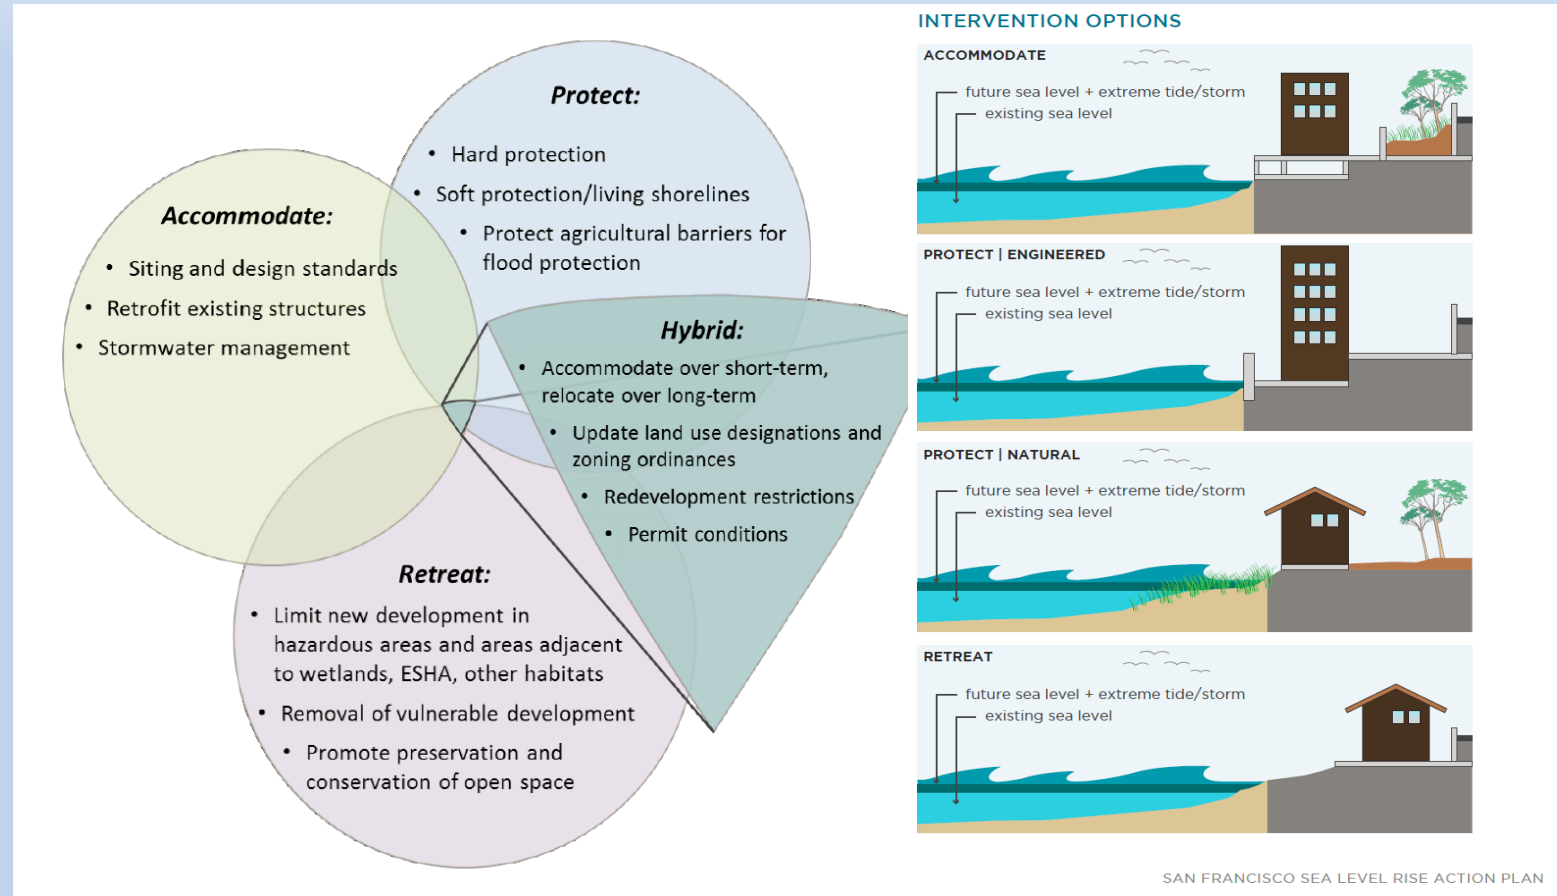 Protect:
• Hard protection
• Soft protection/living shorelines
• Protect agricultural barriers for
flood protection
Accommodate:
• Siting and design standards
• Retrofit existing structures
• Stormwater management
Hybrid:
• Accommodate over short-term,
relocate over long-term
• Update land use designations and
zoning ordinances
• Redevelopment restrictions
• Permit conditions
Retreat:
• Limit new development in
hazardous areas and areas adjacent
to wetlands, ESHA, other habitats
• Removal of vulnerable development
• Promote preservation and
conservation of open space
INTERVENTION OPTIONS
ACCOMMODATE
future sea level + extreme tide/storm
existing sea level
PROTECT | ENGINEERED
future sea level + extreme tide/storm
existing sea level
PROTECT | NATURAL
future sea level + extreme tide/storm
existing sea level
RETREAT
future sea level + extreme tide/storm
existing sea level
SAN FRANCISCO SEA LEVEL RISE ACTION PLAN